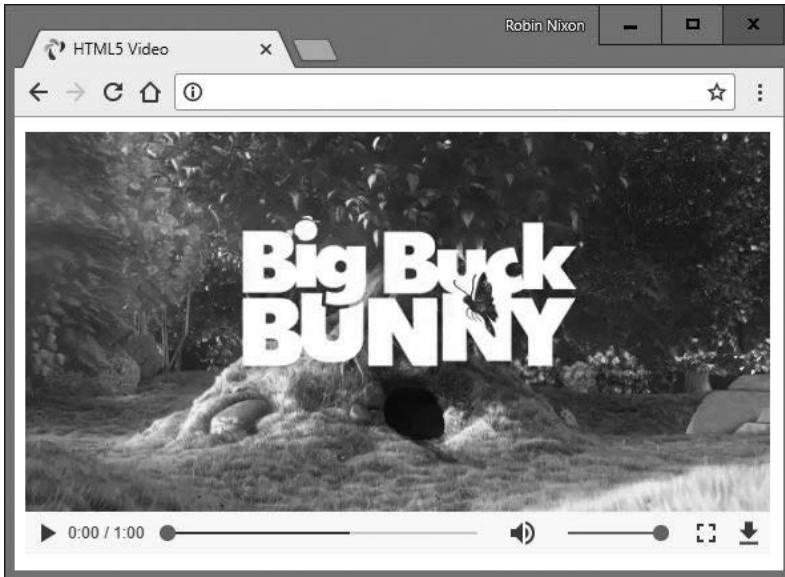 Robin Nixon
HTML5 Video
Big Buck
BUNNY
0:00 / 1:00